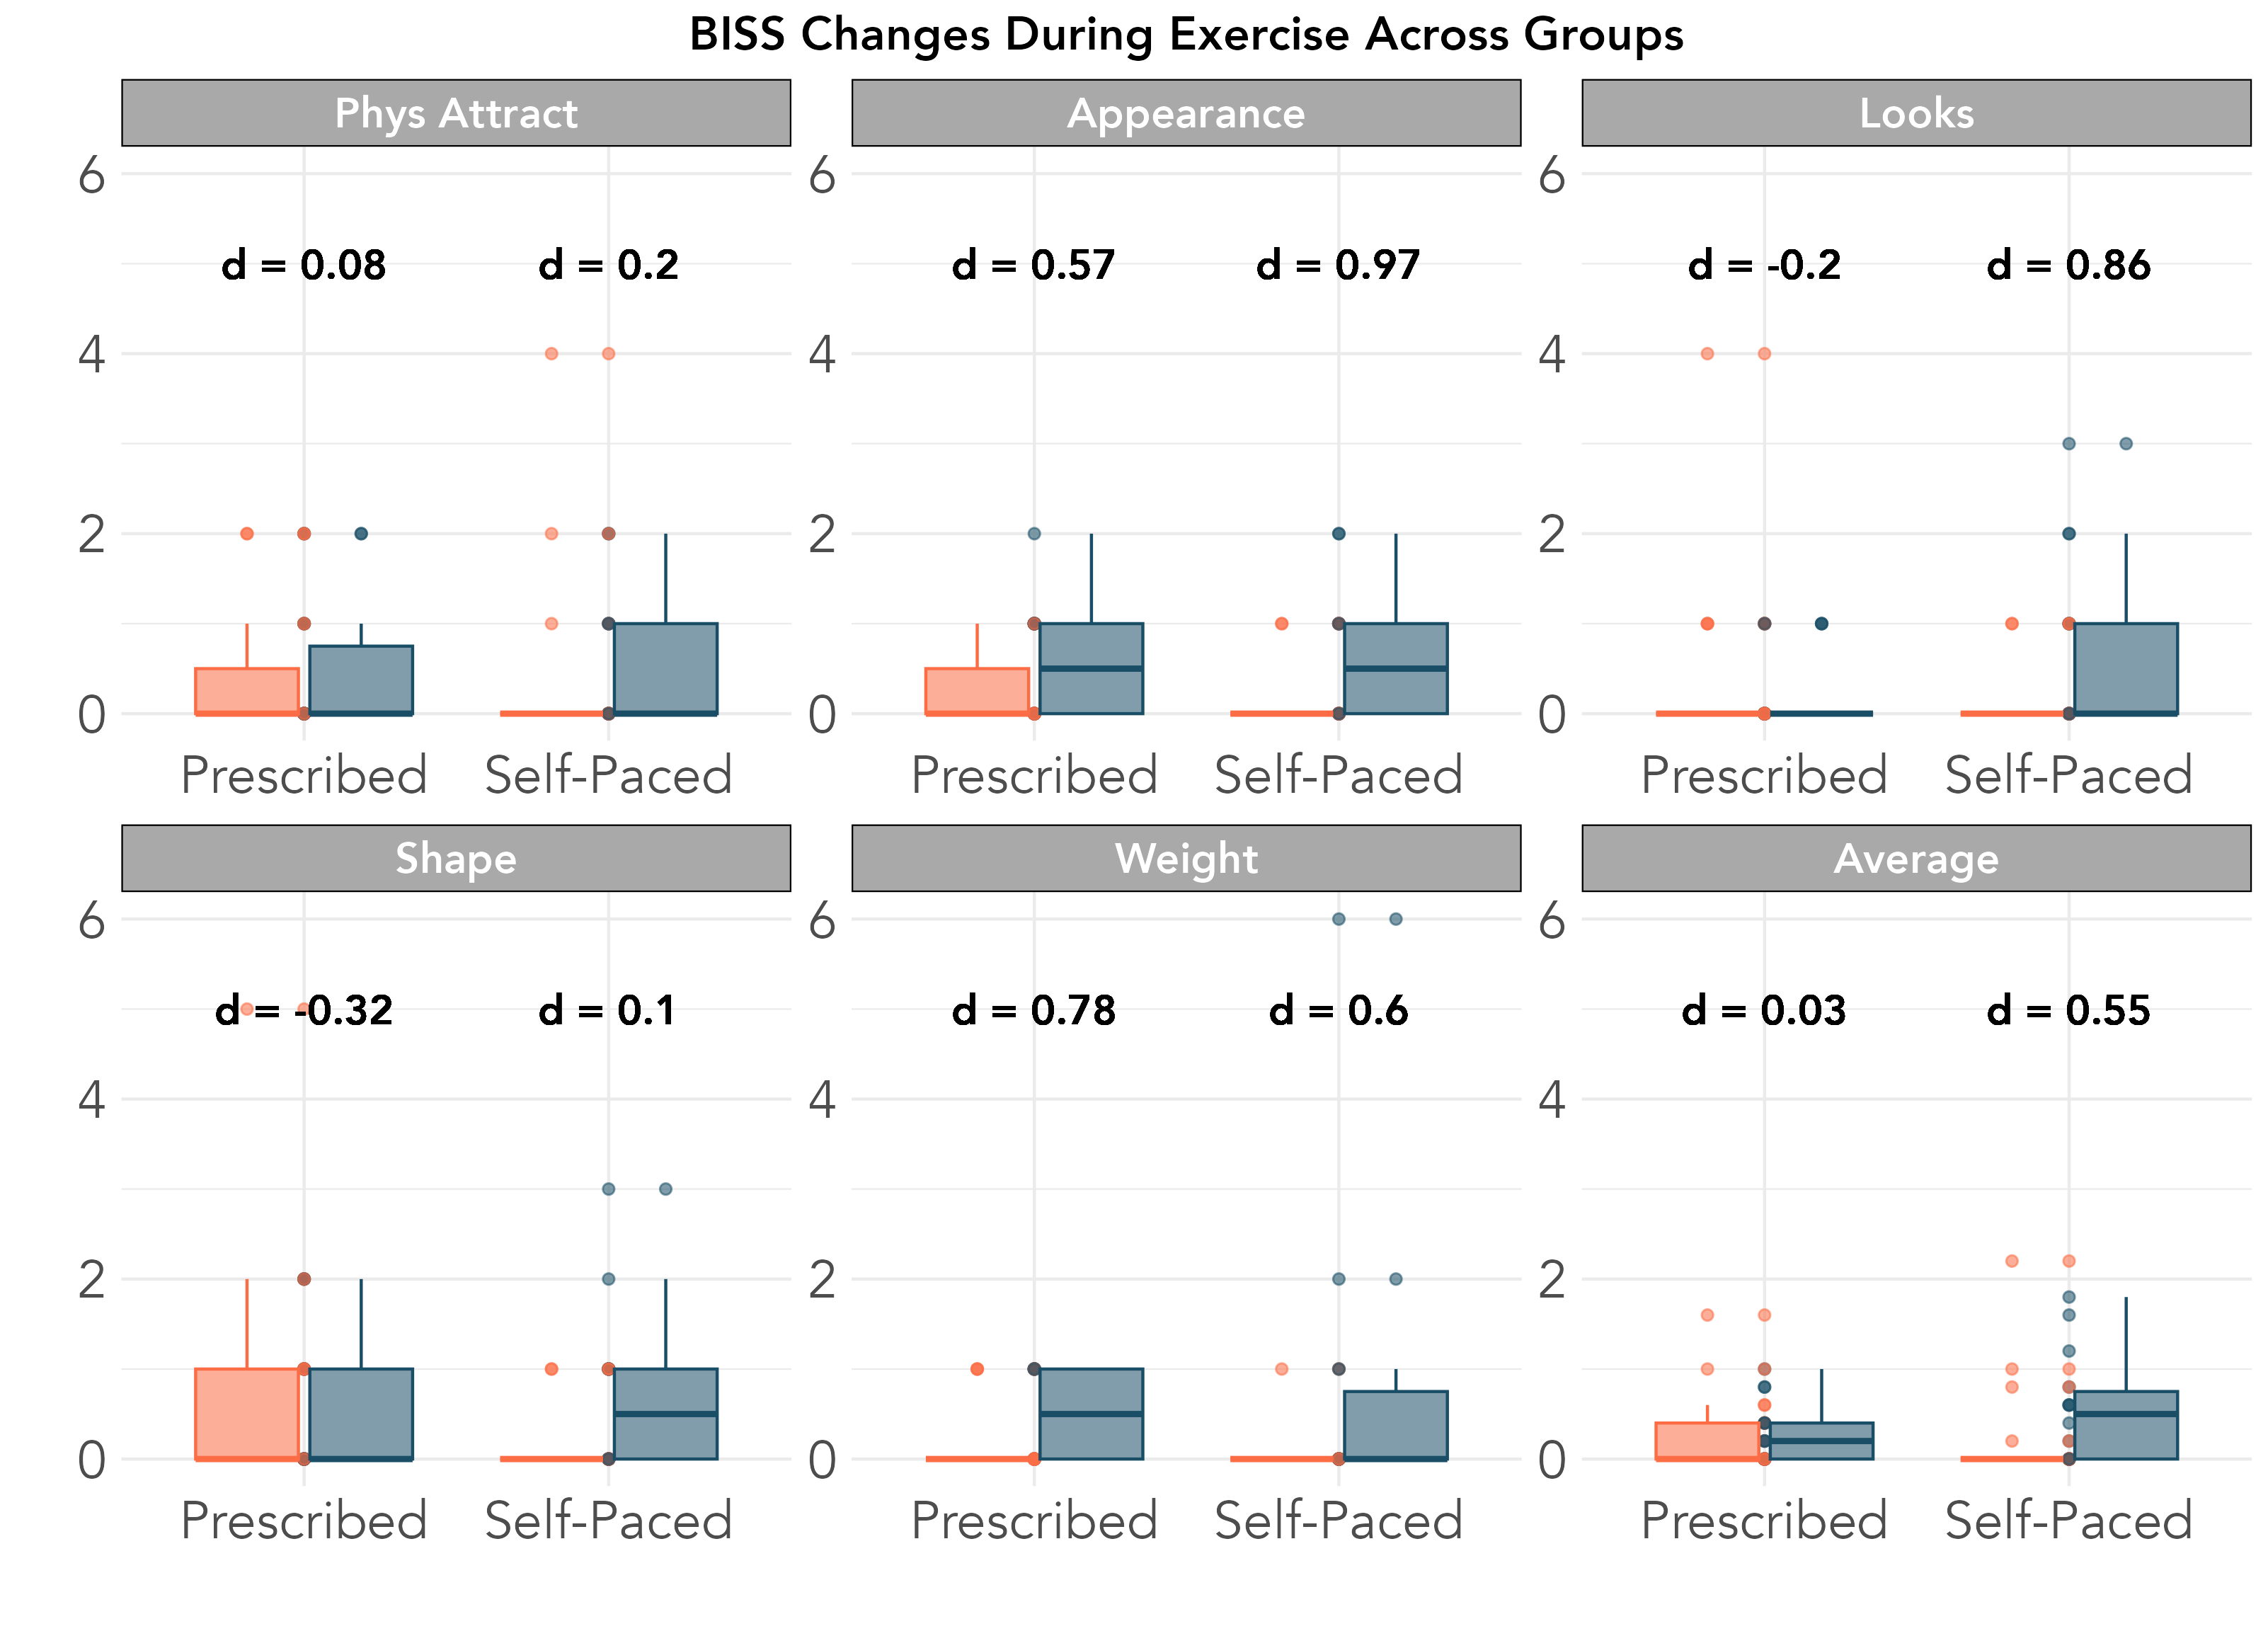 BISS Changes During Exercise Across Groups
Phys Attract
Appearance
Looks
6
6
6
d = 0.08
d = 0.2
d = 0.57
d = 0.97
d = -0.2
d = 0.86
4
4
4
2
2
2
0
0
0
Prescribed
Self-Paced
Prescribed
Self-Paced
Prescribed
Self-Paced
Shape
Weight
Average
6
6
6
d = -0.32
d = 0.1
d = 0.78
d = 0.6
d = 0.03
d = 0.55
4
4
4
2
2
2
0
0
0
Prescribed
Self-Paced
Prescribed
Self-Paced
Prescribed
Self-Paced